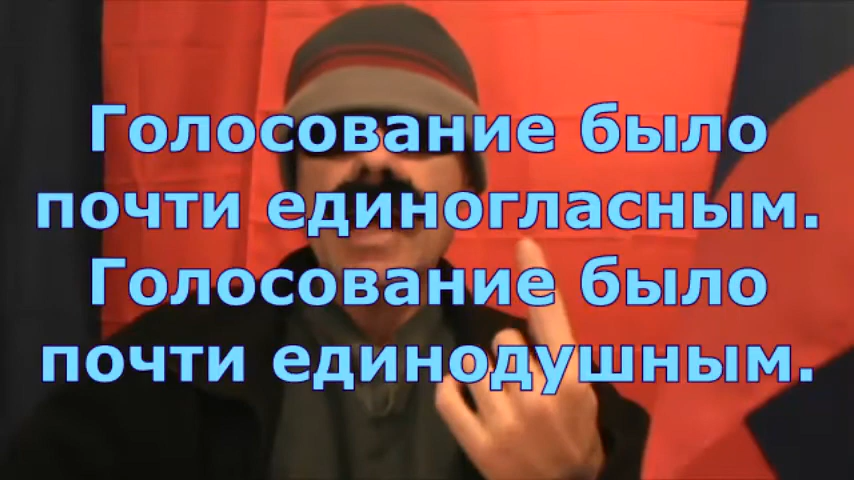 Голосование было
почти единогласным.
Голосование было
почти единодушным.